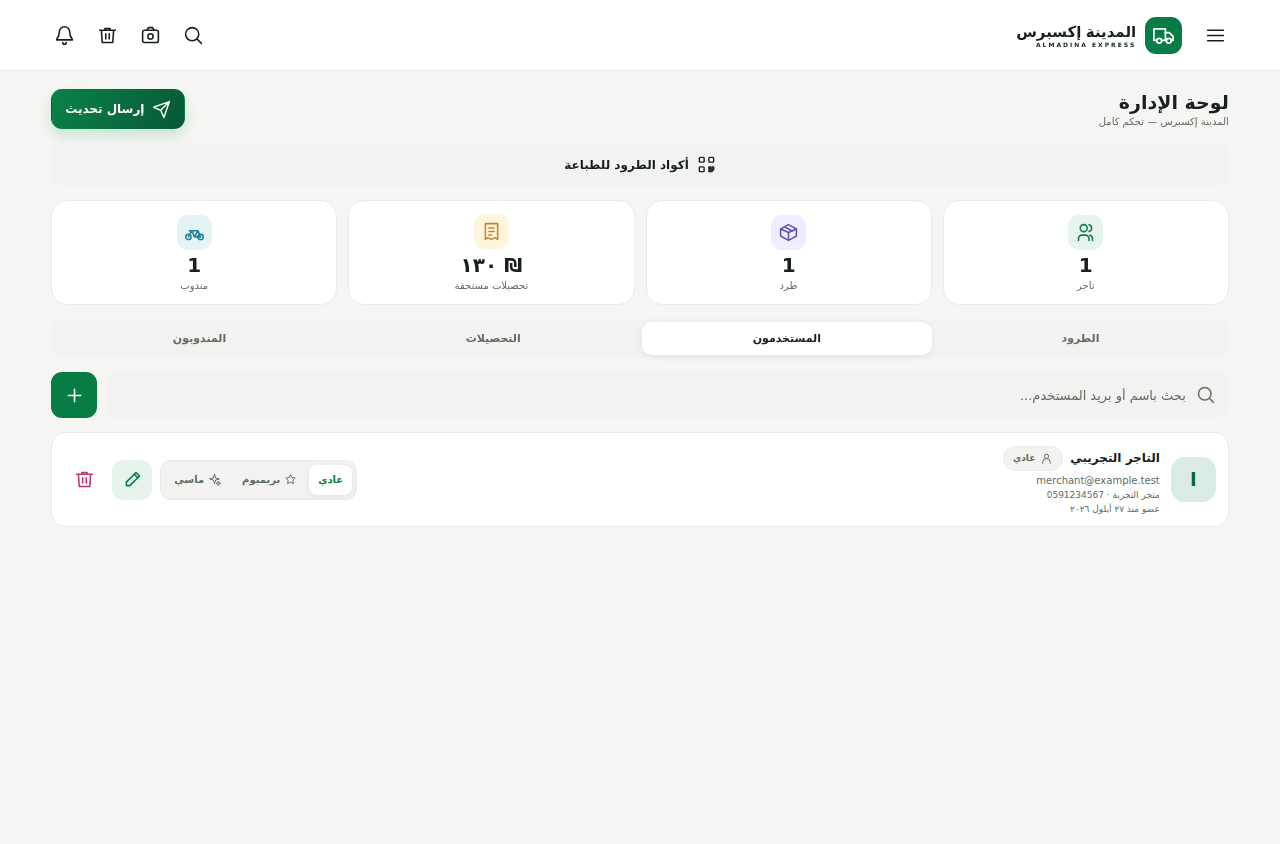 المدينة إكسبرس
ALMADINA EXPRESS
لوحة الإدارة
المدينة إكسبرس — تحكم كامل
إرسال تحديث
أكواد الطرود للطباعة
1
تاجر
1
طرد
₪ ١٣٠
تحصيلات مستحقة
1
مندوب
الطرود
المستخدمون
التحصيلات
المندوبون
بحث باسم أو بريد المستخدم...
ا
التاجر التجريبي
عادي
merchant@example.test
متجر التجربة · 0591234567
عضو منذ ٢٧ أيلول ٢٠٢٦
عادي
بريميوم
ماسي